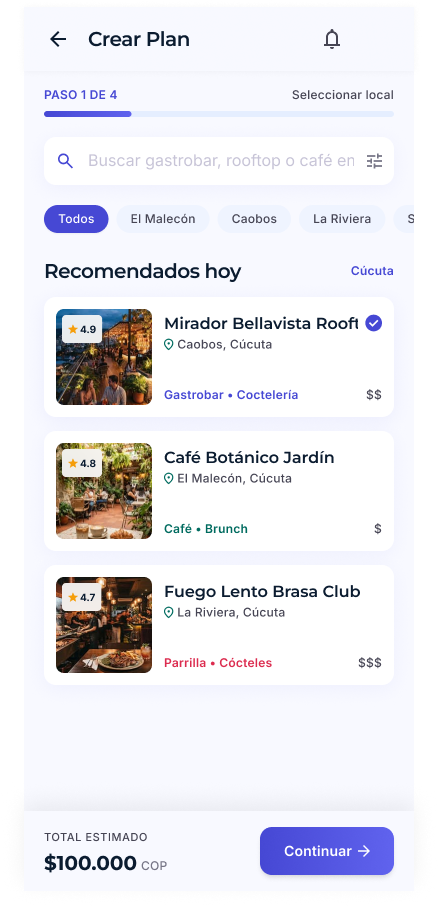 Crear Plan
PASO 1 DE 4 Seleccionar local
Buscar gastrobar, rooftop o café en
Todos El Malecón Caobos La Riviera S
Recomendados hoy Cúcuta
4.9
Mirador Bellavista Rooft
Caobos, Cúcuta
Gastrobar • Coctelería $$
4.8
Café Botánico Jardín
El Malecón, Cúcuta
Café • Brunch $
4.7
Fuego Lento Brasa Club
La Riviera, Cúcuta
Parrilla • Cócteles $$$
TOTAL ESTIMADO
$100.000 COP
Continuar →